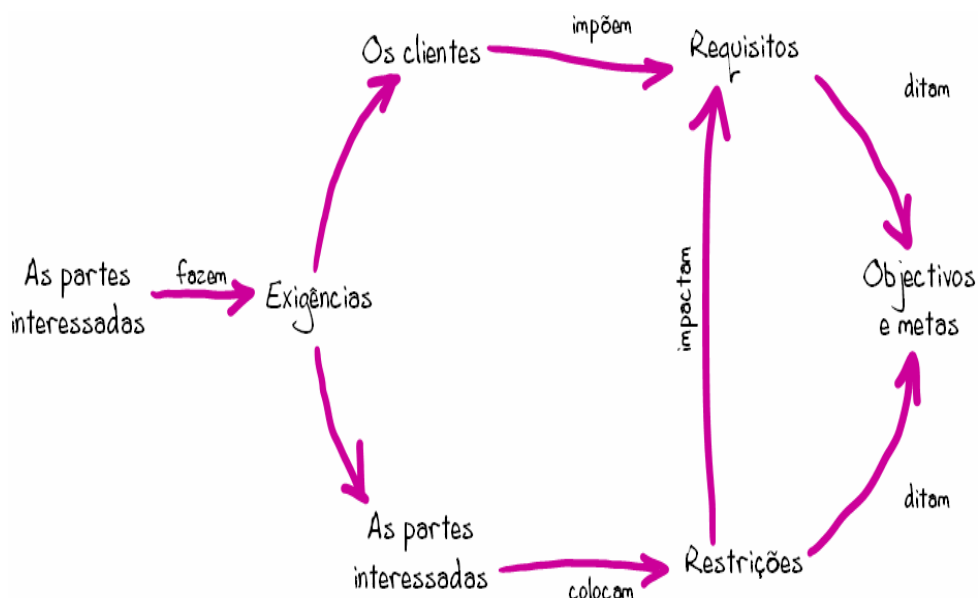 impõem
Os clientes
Requisitos
ditam
fazem
As partes
interessadas
Exigências
impactam
Objectivos
e metas
ditam
As partes
interessadas
Restrições
colocam